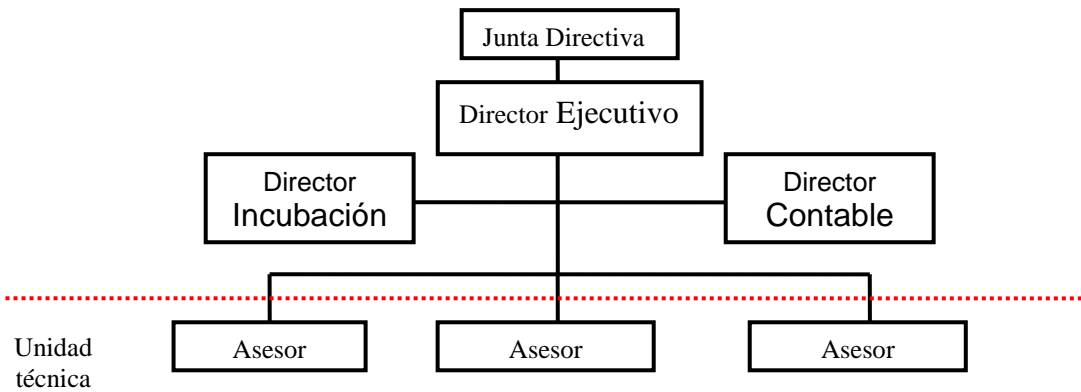 Junta Directiva
Director Ejecutivo
Director
Incubación
Director
Contable
Unidad
técnica
Asesor
Asesor
Asesor